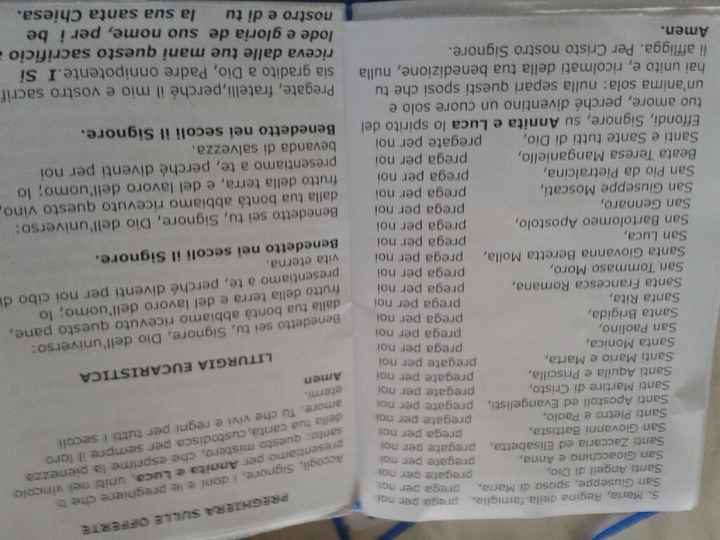 S. Maria, Regina della famiglia, prega per noi
San Giuseppe, sposo di Maria, prega per noi
Santi Angeli di Dio, pregate per noi
San Gioacchino e Anna, pregate per noi
Santi Zaccaria ed Elisabetta, pregate per noi
San Giovanni Battista, prega per noi
Santi Pietro e Paolo, pregate per noi
Santi Apostoli ed Evangelisti, pregate per noi
Santi Martiri di Cristo, pregate per noi
Santi Aquila e Priscilla, pregate per noi
Santi Mario e Marta, pregate per noi
Santa Monica, prega per noi
San Paolino, prega per noi
Santa Brigida, prega per noi
Santa Rita, prega per noi
Santa Francesca Romana, prega per noi
San Tommaso Moro, prega per noi
Santa Giovanna Beretta Molla, prega per noi
San Luca, prega per noi
San Bartolomeo Apostolo, prega per noi
San Gennaro, prega per noi
San Giuseppe Moscati, prega per noi
San Pio da Pietralcina, prega per noi
Beata Teresa Manganiello, prega per noi
Santi e Sante tutti di Dio, pregate per noi
Effondi, Signore, su Annita e Luca lo spirito del
tuo amore, perché diventino un cuore solo e
un'anima sola: nulla separi questi sposi che tu
hai unito e, ricolmati della tua benedizione, nulla
li affligga. Per Cristo nostro Signore.
Amen.
PREGHIERA SULLE OFFERTE
Accogli, Signore, i doni e le preghiere che ti
presentiamo per Annita e Luca, uniti nel vincolo
santo: questo mistero, che esprime la pienezza
della tua carità, custodisca per sempre il loro
amore. Tu che vivi e regni per tutti i secoli
eterni.
Amen
LITURGIA EUCARISTICA
Benedetto sei tu, Signore, Dio dell'universo:
dalla tua bontà abbiamo ricevuto questo pane,
frutto della terra e del lavoro dell'uomo; lo
presentiamo a te, perché diventi per noi cibo di
vita eterna.
Benedetto nei secoli il Signore.
Benedetto sei tu, Signore, Dio dell'universo:
dalla tua bontà abbiamo ricevuto questo vino,
frutto della terra, e del lavoro dell'uomo; lo
presentiamo a te, perché diventi per noi
bevanda di salvezza.
Benedetto nei secoli il Signore.
Pregate, fratelli,perché il mio e vostro sacrif
sia gradito a Dio, Padre onnipotente.Il Si
riceva dalle tue mani questo sacrificio a
lode e gloria de suo nome, per i be
nostro e di tu la sua santa Chiesa.